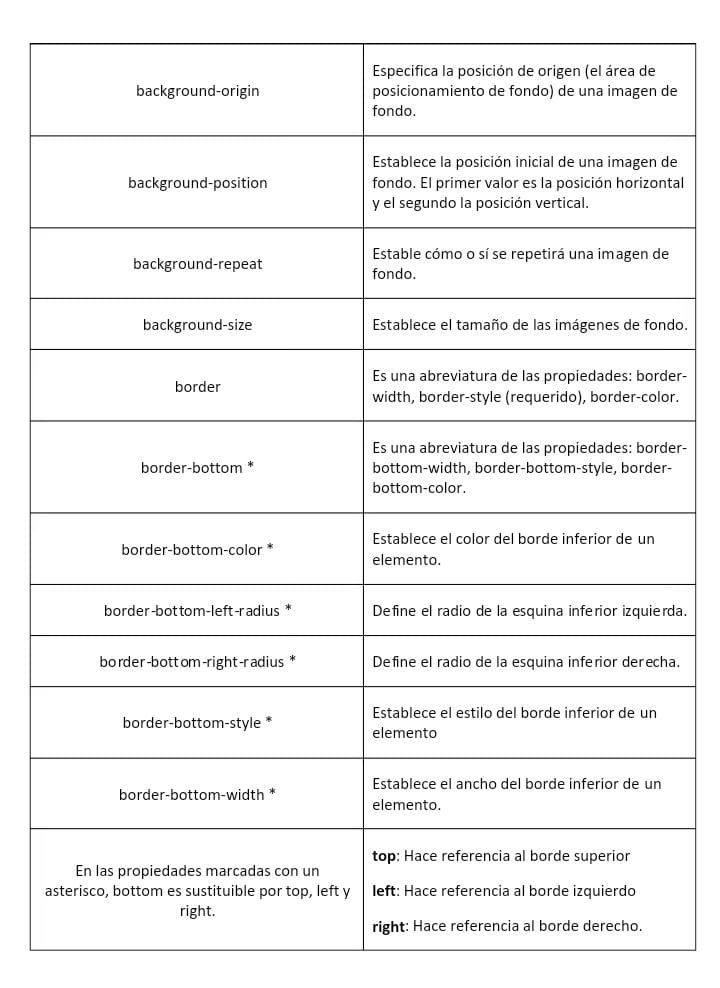 background-origin
Especifica la posición de origen (el área de
posicionamiento de fondo) de una imagen de
fondo.
background-position
Establece la posición inicial de una imagen de
fondo. El primer valor es la posición horizontal
y el segundo la posición vertical.
background-repeat
Estable cómo o sí se repetirá una imagen de
fondo.
background-size
Establece el tamaño de las imágenes de fondo.
border
Es una abreviatura de las propiedades: border-
width, border-style (requerido), border-color.
border-bottom *
Es una abreviatura de las propiedades: border-
bottom-width, border-bottom-style, border-
bottom-color.
border-bottom-color *
Establece el color del borde inferior de un
elemento.
border-bottom-left-radius *
Define el radio de la esquina inferior izquierda.
border-bottom-right-radius *
Define el radio de la esquina inferior derecha.
border-bottom-style *
Establece el estilo del borde inferior de un
elemento
border-bottom-width *
Establece el ancho del borde inferior de un
elemento.
En las propiedades marcadas con un
asterisco, bottom es sustituible por top, left y
right.
top: Hace referencia al borde superior
left: Hace referencia al borde izquierdo
right: Hace referencia al borde derecho.